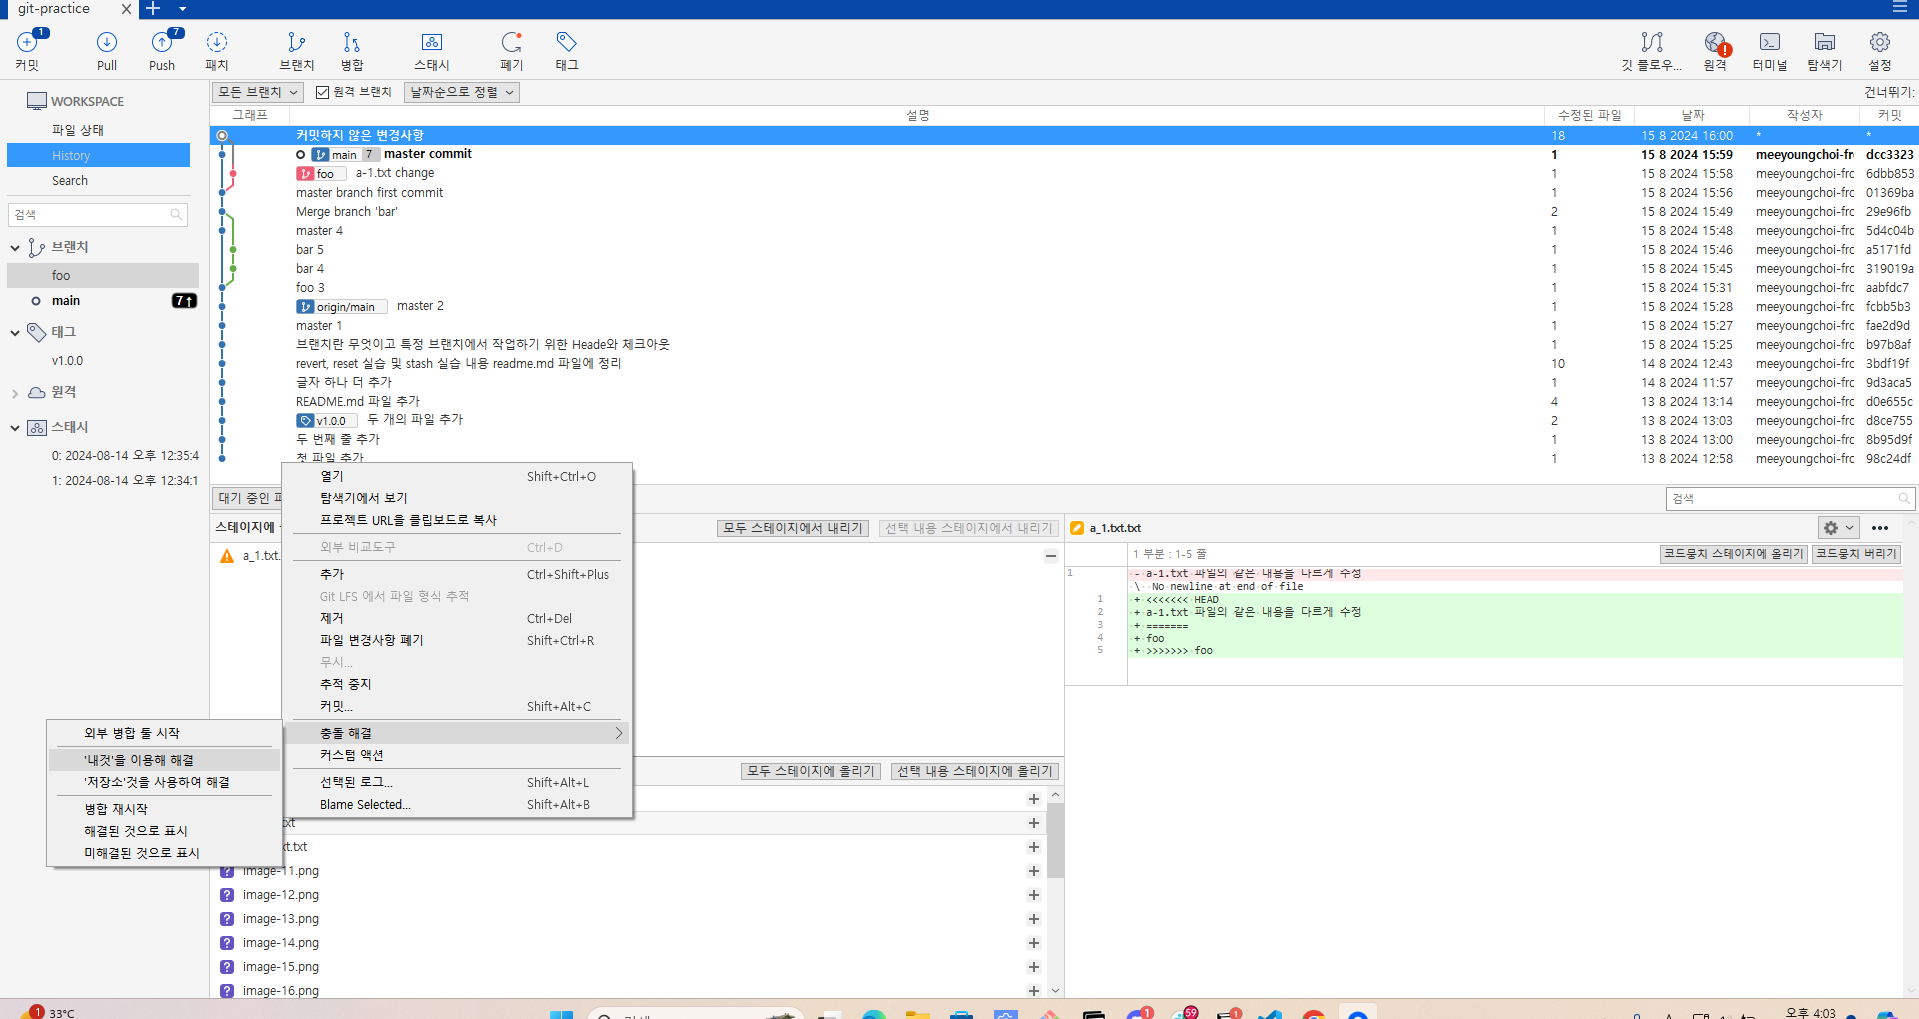 git-practice
1
7
커밋
Pull
Push
패치
브랜치
병합
스태시
폐기
태그
깃 플로우...
원격
터미널
탐색기
설정
WORKSPACE
파일 상태
History
Search
검색
브랜치
foo
main 7↑
태그
v1.0.0
원격
스태시
0: 2024-08-14 오후 12:35:4
1: 2024-08-14 오후 12:34:1
모든 브랜치 원격 브랜치 날짜순으로 정렬 건너뛰기:
그래프 설명 수정된 파일 날짜 작성자 커밋
커밋하지 않은 변경사항 18 15 8 2024 16:00 * *
main 7 master commit 1 15 8 2024 15:59 meeyoungchoi-frc dcc3323
foo a-1.txt change 1 15 8 2024 15:58 meeyoungchoi-frc 6dbb853
master branch first commit 1 15 8 2024 15:56 meeyoungchoi-frc 01369ba
Merge branch 'bar' 2 15 8 2024 15:49 meeyoungchoi-frc 29e96fb
master 4 1 15 8 2024 15:48 meeyoungchoi-frc 5d4c04b
bar 5 1 15 8 2024 15:46 meeyoungchoi-frc a5171fd
bar 4 1 15 8 2024 15:45 meeyoungchoi-frc 319019a
foo 3 1 15 8 2024 15:31 meeyoungchoi-frc aabfdc7
origin/main master 2 1 15 8 2024 15:28 meeyoungchoi-frc fcbb5b3
master 1 1 15 8 2024 15:27 meeyoungchoi-frc fae2d9d
브랜치란 무엇이고 특정 브랜치에서 작업하기 위한 Heade와 체크아웃 1 15 8 2024 15:25 meeyoungchoi-frc b97b8af
revert, reset 실습 및 stash 실습 내용 readme.md 파일에 정리 10 14 8 2024 12:43 meeyoungchoi-frc 3bdf19f
글자 하나 더 추가 1 14 8 2024 11:57 meeyoungchoi-frc 9d3aca5
README.md 파일 추가 4 13 8 2024 13:14 meeyoungchoi-frc d0e655c
v1.0.0 두 개의 파일 추가 2 13 8 2024 13:03 meeyoungchoi-frc d8ce755
두 번째 줄 추가 1 13 8 2024 13:00 meeyoungchoi-frc 8b95d9f
첫 파일 추가 1 13 8 2024 12:58 meeyoungchoi-frc 98c24df
대기 중인 검색
스테이지에 모두 스테이지에서 내리기 선택 내용 스테이지에서 내리기
a_1.txt.
열기 Shift+Ctrl+O
탐색기에서 보기
프로젝트 URL을 클립보드로 복사
외부 비교도구 Ctrl+D
추가 Ctrl+Shift+Plus
Git LFS 에서 파일 형식 추적
제거 Ctrl+Del
파일 변경사항 폐기 Shift+Ctrl+R
무시...
추적 중지
커밋... Shift+Alt+C
충돌 해결
커스텀 액션
선택된 로그... Shift+Alt+L
Blame Selected... Shift+Alt+B
외부 병합 툴 시작
'내것'을 이용해 해결
'저장소'것을 사용하여 해결
병합 재시작
해결된 것으로 표시
미해결된 것으로 표시
모두 스테이지에 올리기 선택 내용 스테이지에 올리기
image-11.png
image-12.png
image-13.png
image-14.png
image-15.png
image-16.png
a_1.txt.txt
1 부분 : 1-5 줄 코드뭉치 스테이지에 올리기 코드뭉치 버리기
1 - a-1.txt 파일의 같은 내용을 다르게 수정
\ No newline at end of file
1 + <<<<<<< HEAD
2 + a-1.txt 파일의 같은 내용을 다르게 수정
3 + =======
4 + foo
5 + >>>>>>> foo
1 33°C
1
59
1
오후 4:03